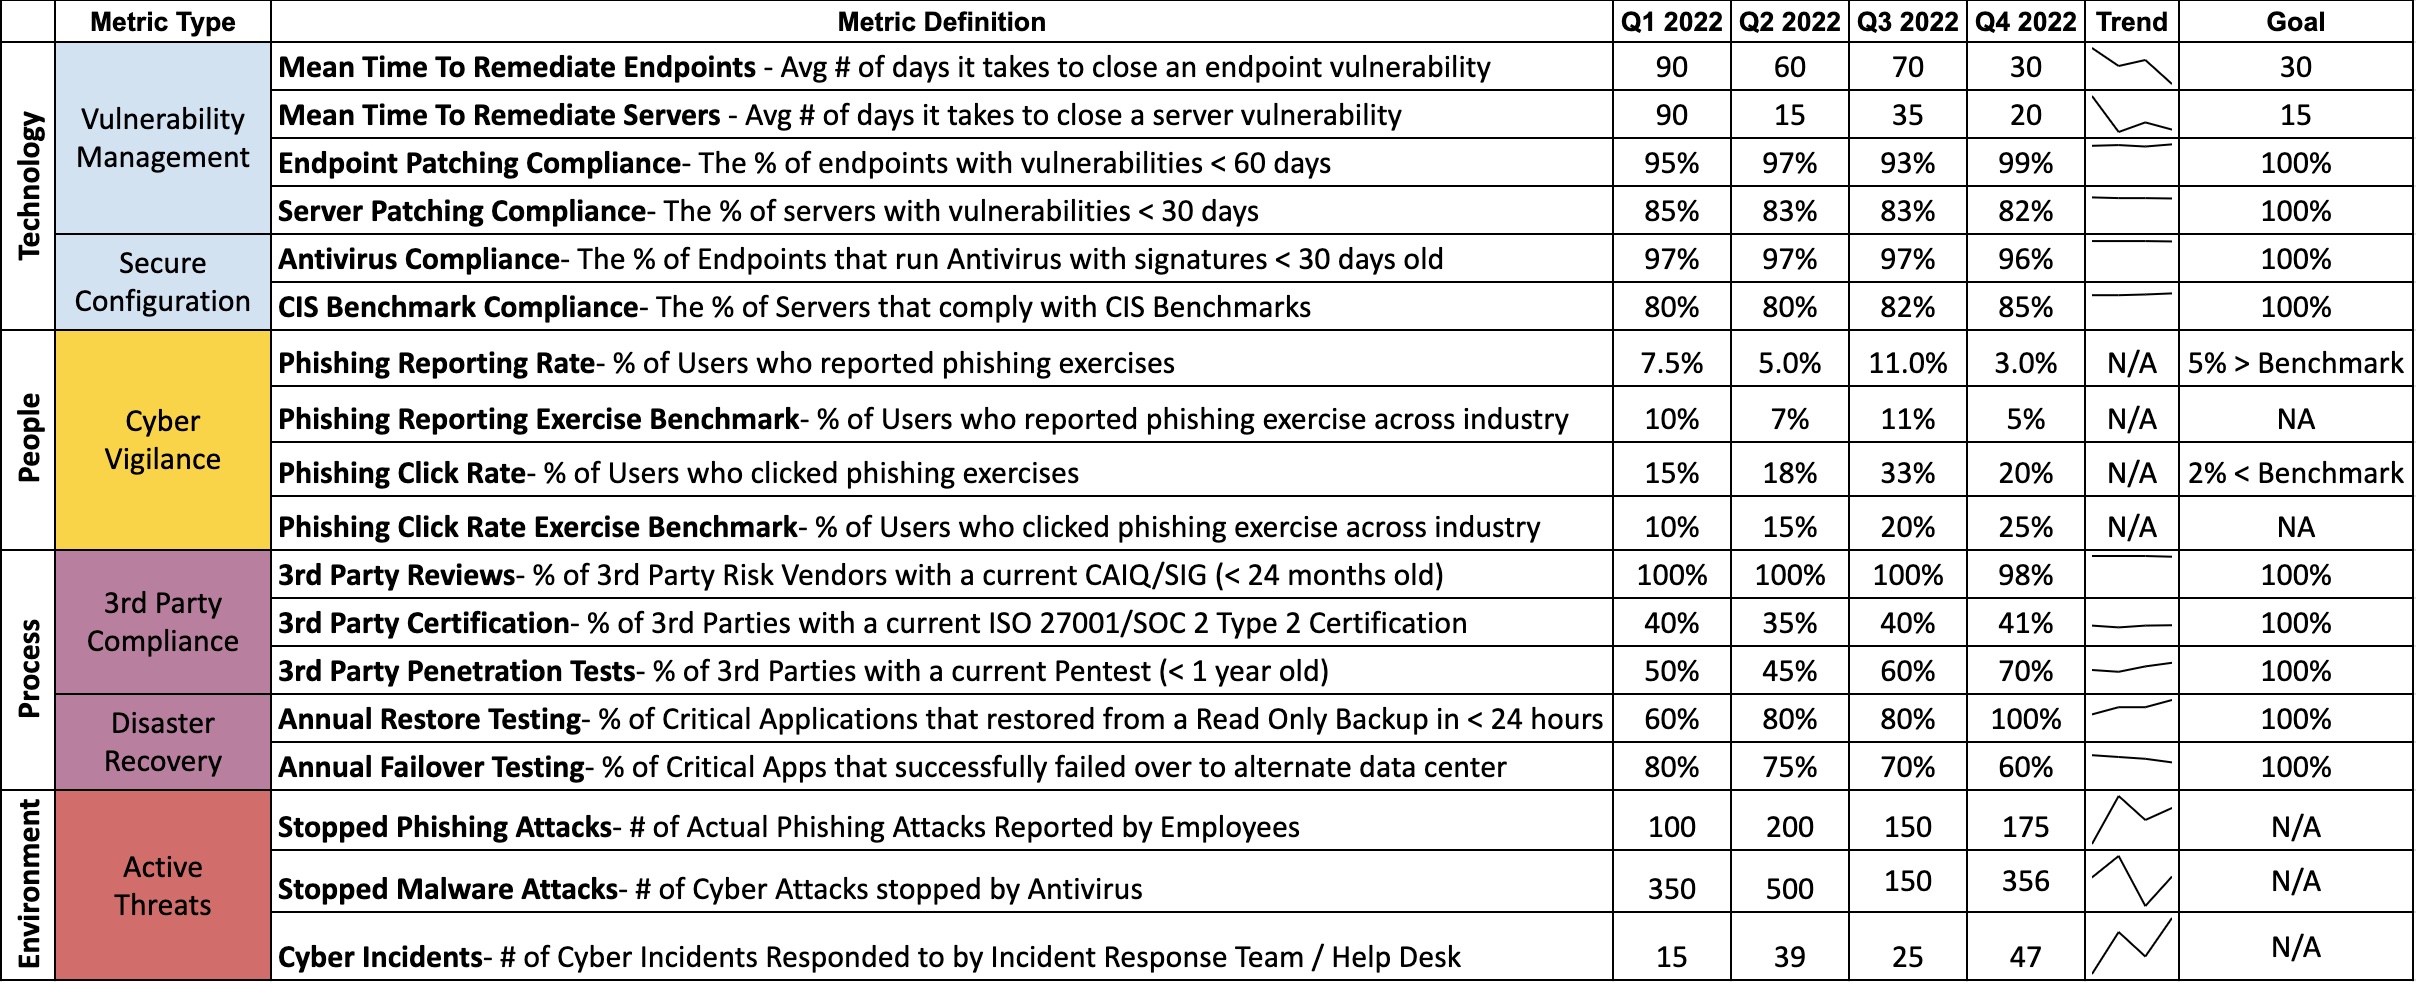 Metric Type Metric Definition Q1 2022 Q2 2022 Q3 2022 Q4 2022 Trend Goal
Technology
Vulnerability
Management
Mean Time To Remediate Endpoints - Avg # of days it takes to close an endpoint vulnerability 90 60 70 30 30
Mean Time To Remediate Servers - Avg # of days it takes to close a server vulnerability 90 15 35 20 15
Endpoint Patching Compliance- The % of endpoints with vulnerabilities < 60 days 95% 97% 93% 99% 100%
Server Patching Compliance- The % of servers with vulnerabilities < 30 days 85% 83% 83% 82% 100%
Secure
Configuration
Antivirus Compliance- The % of Endpoints that run Antivirus with signatures < 30 days old 97% 97% 97% 96% 100%
CIS Benchmark Compliance- The % of Servers that comply with CIS Benchmarks 80% 80% 82% 85% 100%
People
Cyber
Vigilance
Phishing Reporting Rate- % of Users who reported phishing exercises 7.5% 5.0% 11.0% 3.0% N/A 5% > Benchmark
Phishing Reporting Exercise Benchmark- % of Users who reported phishing exercise across industry 10% 7% 11% 5% N/A NA
Phishing Click Rate- % of Users who clicked phishing exercises 15% 18% 33% 20% N/A 2% < Benchmark
Phishing Click Rate Exercise Benchmark- % of Users who clicked phishing exercise across industry 10% 15% 20% 25% N/A NA
Process
3rd Party
Compliance
3rd Party Reviews- % of 3rd Party Risk Vendors with a current CAIQ/SIG (< 24 months old) 100% 100% 100% 98% 100%
3rd Party Certification- % of 3rd Parties with a current ISO 27001/SOC 2 Type 2 Certification 40% 35% 40% 41% 100%
3rd Party Penetration Tests- % of 3rd Parties with a current Pentest (< 1 year old) 50% 45% 60% 70% 100%
Disaster
Recovery
Annual Restore Testing- % of Critical Applications that restored from a Read Only Backup in < 24 hours 60% 80% 80% 100% 100%
Annual Failover Testing- % of Critical Apps that successfully failed over to alternate data center 80% 75% 70% 60% 100%
Environment
Active
Threats
Stopped Phishing Attacks- # of Actual Phishing Attacks Reported by Employees 100 200 150 175 N/A
Stopped Malware Attacks- # of Cyber Attacks stopped by Antivirus 350 500 150 356 N/A
Cyber Incidents- # of Cyber Incidents Responded to by Incident Response Team / Help Desk 15 39 25 47 N/A